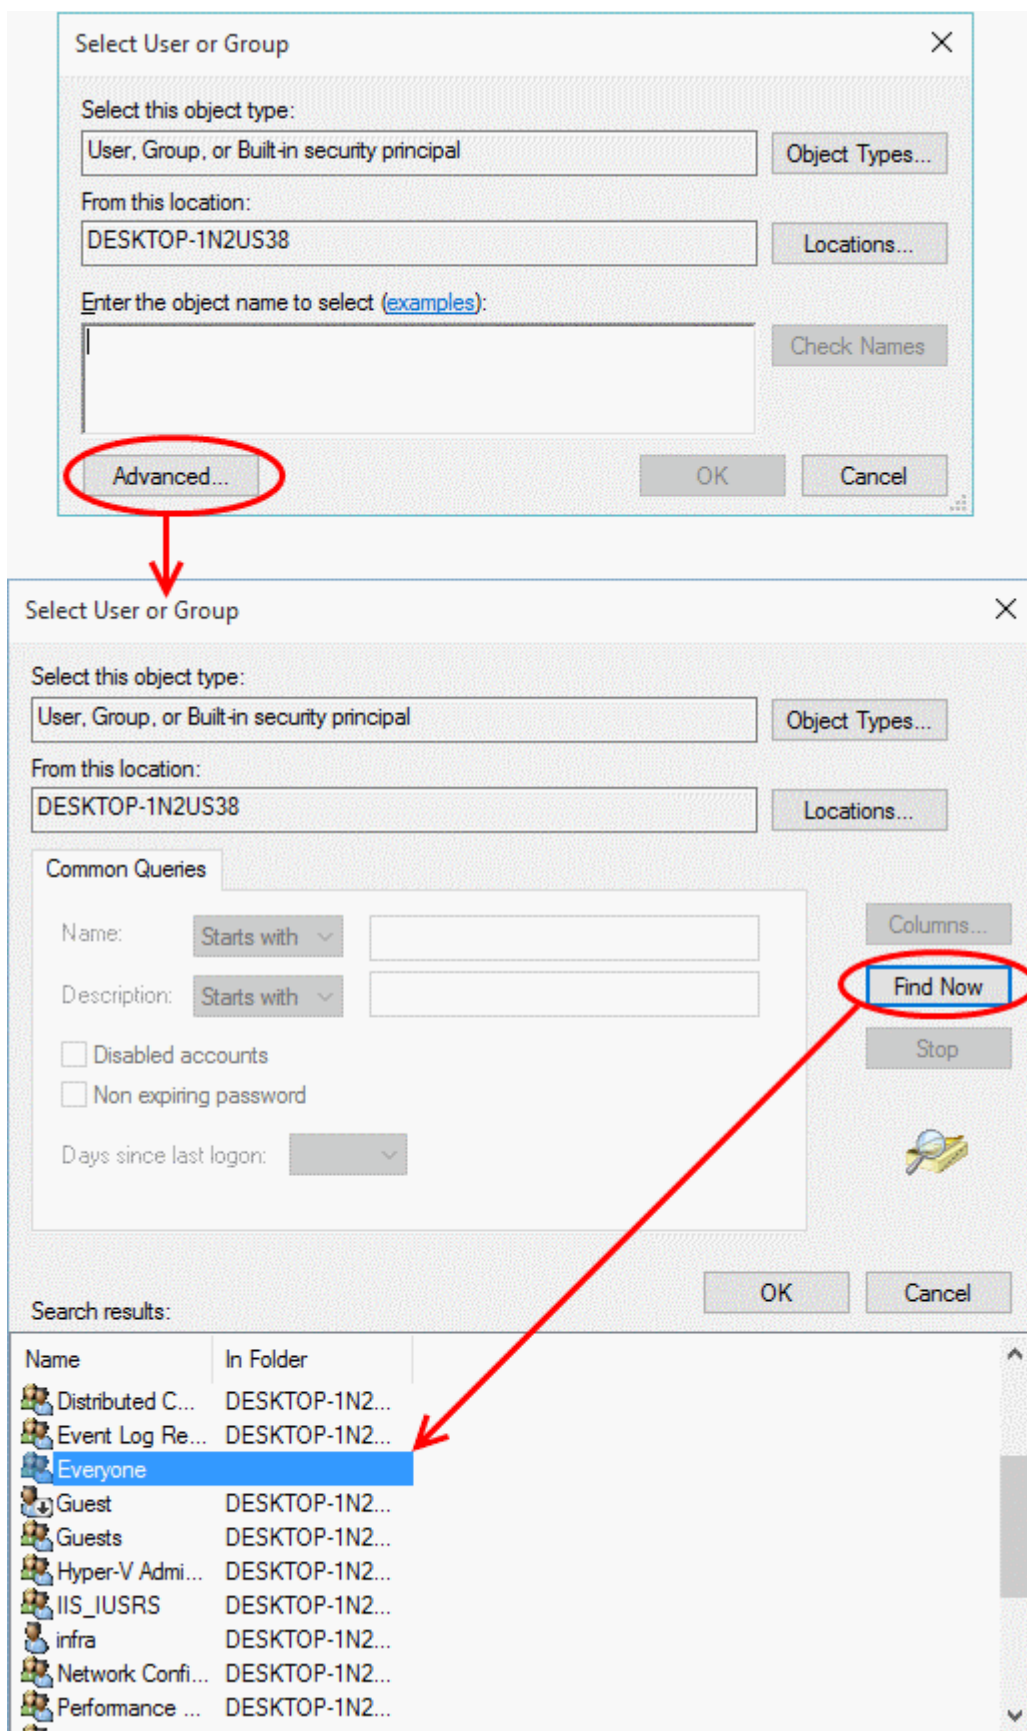 Select User or Group
Select this object type:
User, Group, or Built-in security principal
Object Types...
From this location:
DESKTOP-1N2US38
Locations...
Enter the object name to select (examples):
Check Names
Advanced...
OK
Cancel
Select User or Group
Select this object type:
User, Group, or Built-in security principal
Object Types...
From this location:
DESKTOP-1N2US38
Locations...
Common Queries
Name:
Starts with
Columns...
Find Now
Description:
Starts with
Stop
Disabled accounts
Non expiring password
Days since last logon:
OK
Cancel
Search results:
Name In Folder
Distributed C... DESKTOP-1N2...
Event Log Re... DESKTOP-1N2...
Everyone
Guest DESKTOP-1N2...
Guests DESKTOP-1N2...
Hyper-V Admi... DESKTOP-1N2...
IIS_IUSRS DESKTOP-1N2...
infra DESKTOP-1N2...
Network Confi... DESKTOP-1N2...
Performance ... DESKTOP-1N2...